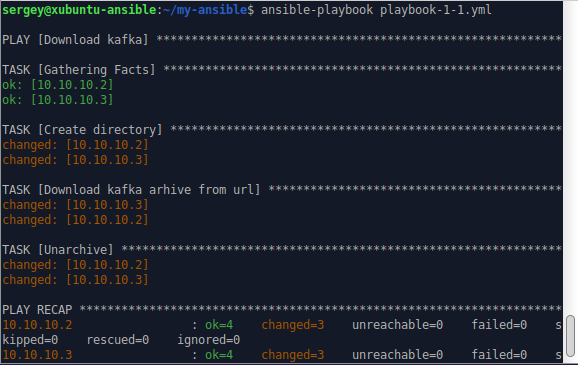 sergey@xubuntu-ansible:~/my-ansible$ ansible-playbook playbook-1-1.yml
PLAY [Download kafka] **********************************************************
TASK [Gathering Facts] *********************************************************
ok: [10.10.10.2]
ok: [10.10.10.3]
TASK [Create directory] ********************************************************
changed: [10.10.10.2]
changed: [10.10.10.3]
TASK [Download kafka arhive from url] ******************************************
changed: [10.10.10.3]
changed: [10.10.10.2]
TASK [Unarchive] ***************************************************************
changed: [10.10.10.2]
changed: [10.10.10.3]
PLAY RECAP *********************************************************************
10.10.10.2                 : ok=4    changed=3    unreachable=0    failed=0    s
kipped=0    rescued=0    ignored=0
10.10.10.3                 : ok=4    changed=3    unreachable=0    failed=0    s